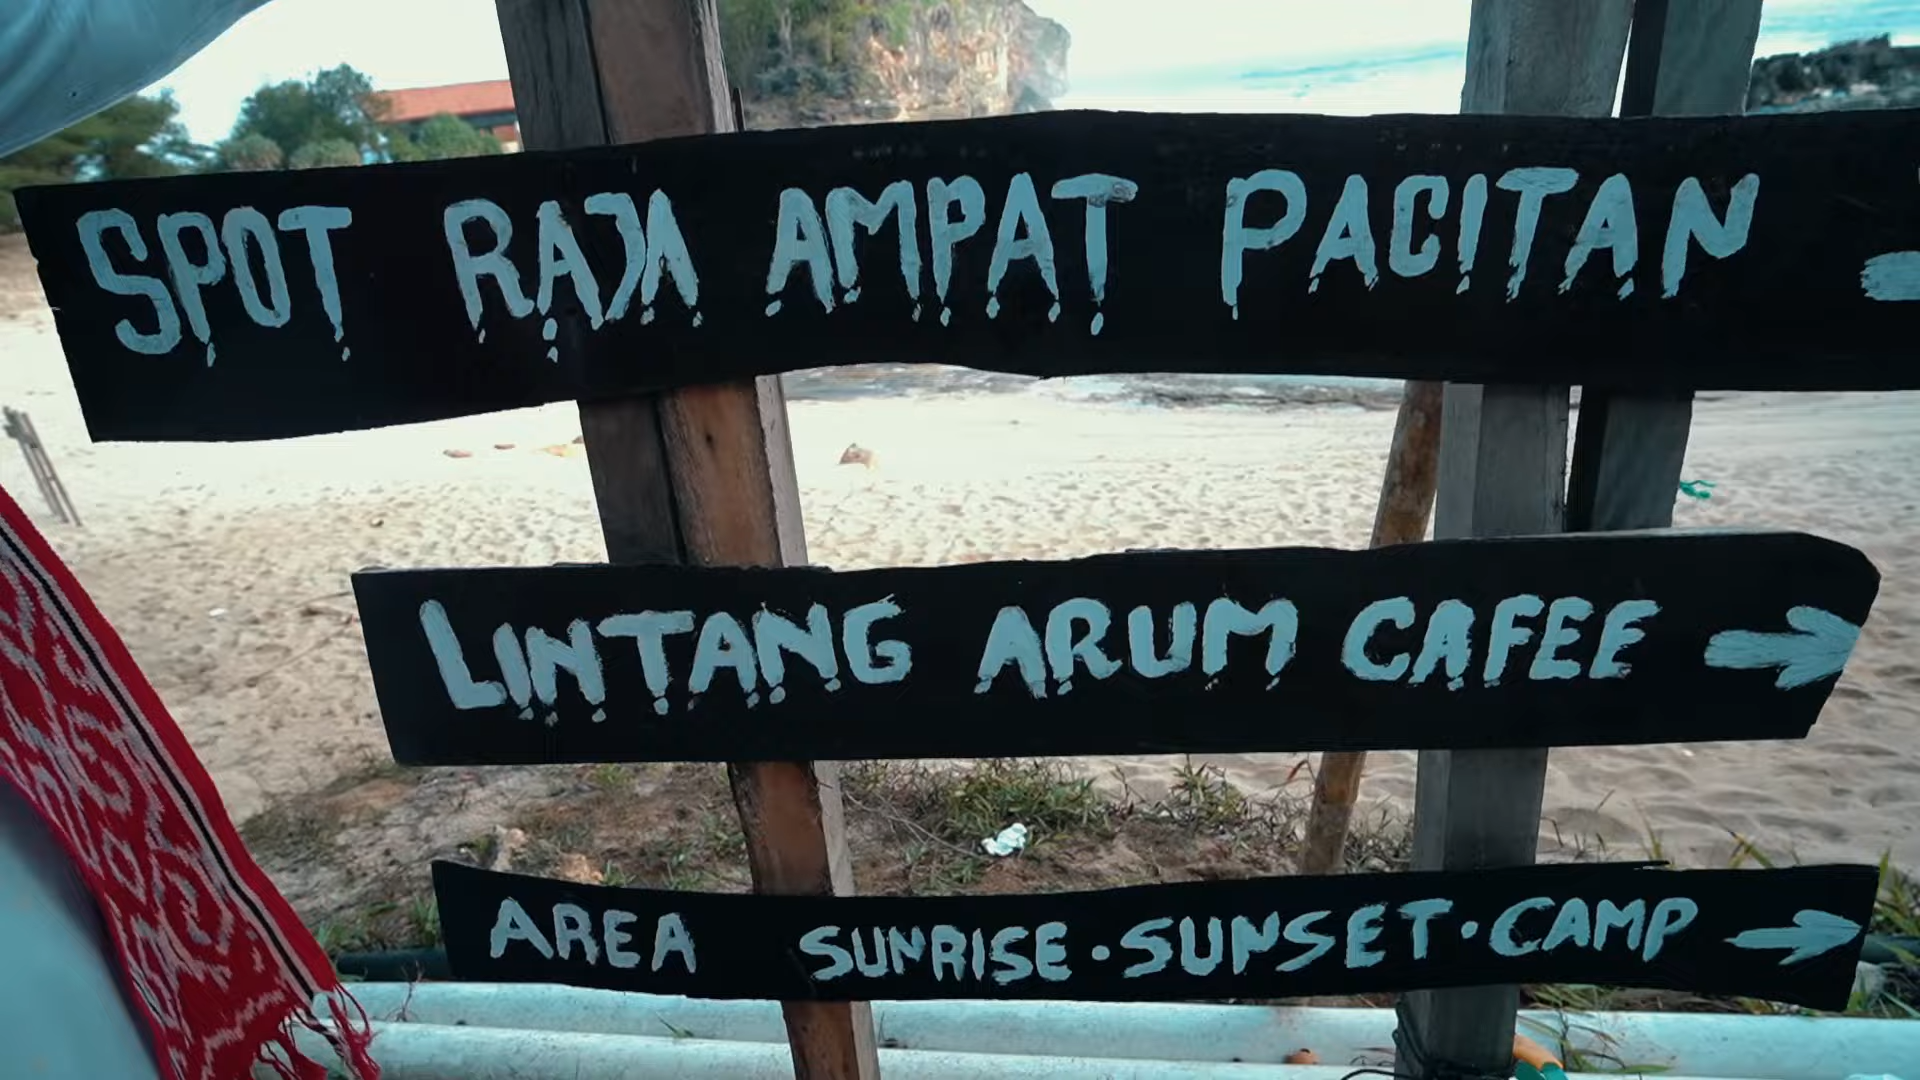 SPOT RAJA AMPAT PACITAN
LINTANG ARUM CAFEE
AREA SUNRISE·SUNSET·CAMP